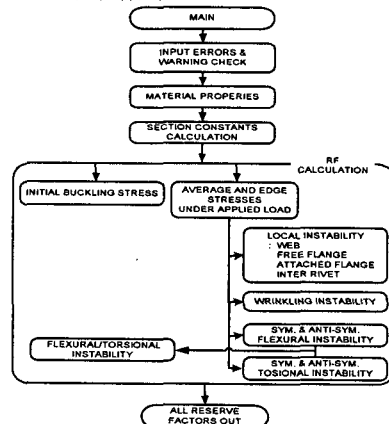 MAIN
INPUT ERRORS &
WARNING CHECK
MATERIAL PROPERIES
SECTION CONSTANTS
CALCULATION
RF
CALCULATION
INITIAL BUCKLING STRESS
AVERAGE AND EDGE
STRESSES
UNDER APPLIED LOAD
LOCAL INSTABILITY
: WEB
FREE FLANGE
ATTACHED FLANGE
INTER RIVET
WRINKLING INSTABILITY
SYM. & ANTI-SYM.
FLEXURAL INSTABILITY
FLEXURAL/TORSIONAL
INSTABILITY
SYM. & ANTI-SYM.
TOSIONAL INSTABILITY
ALL RESERVE
FACTORS OUT